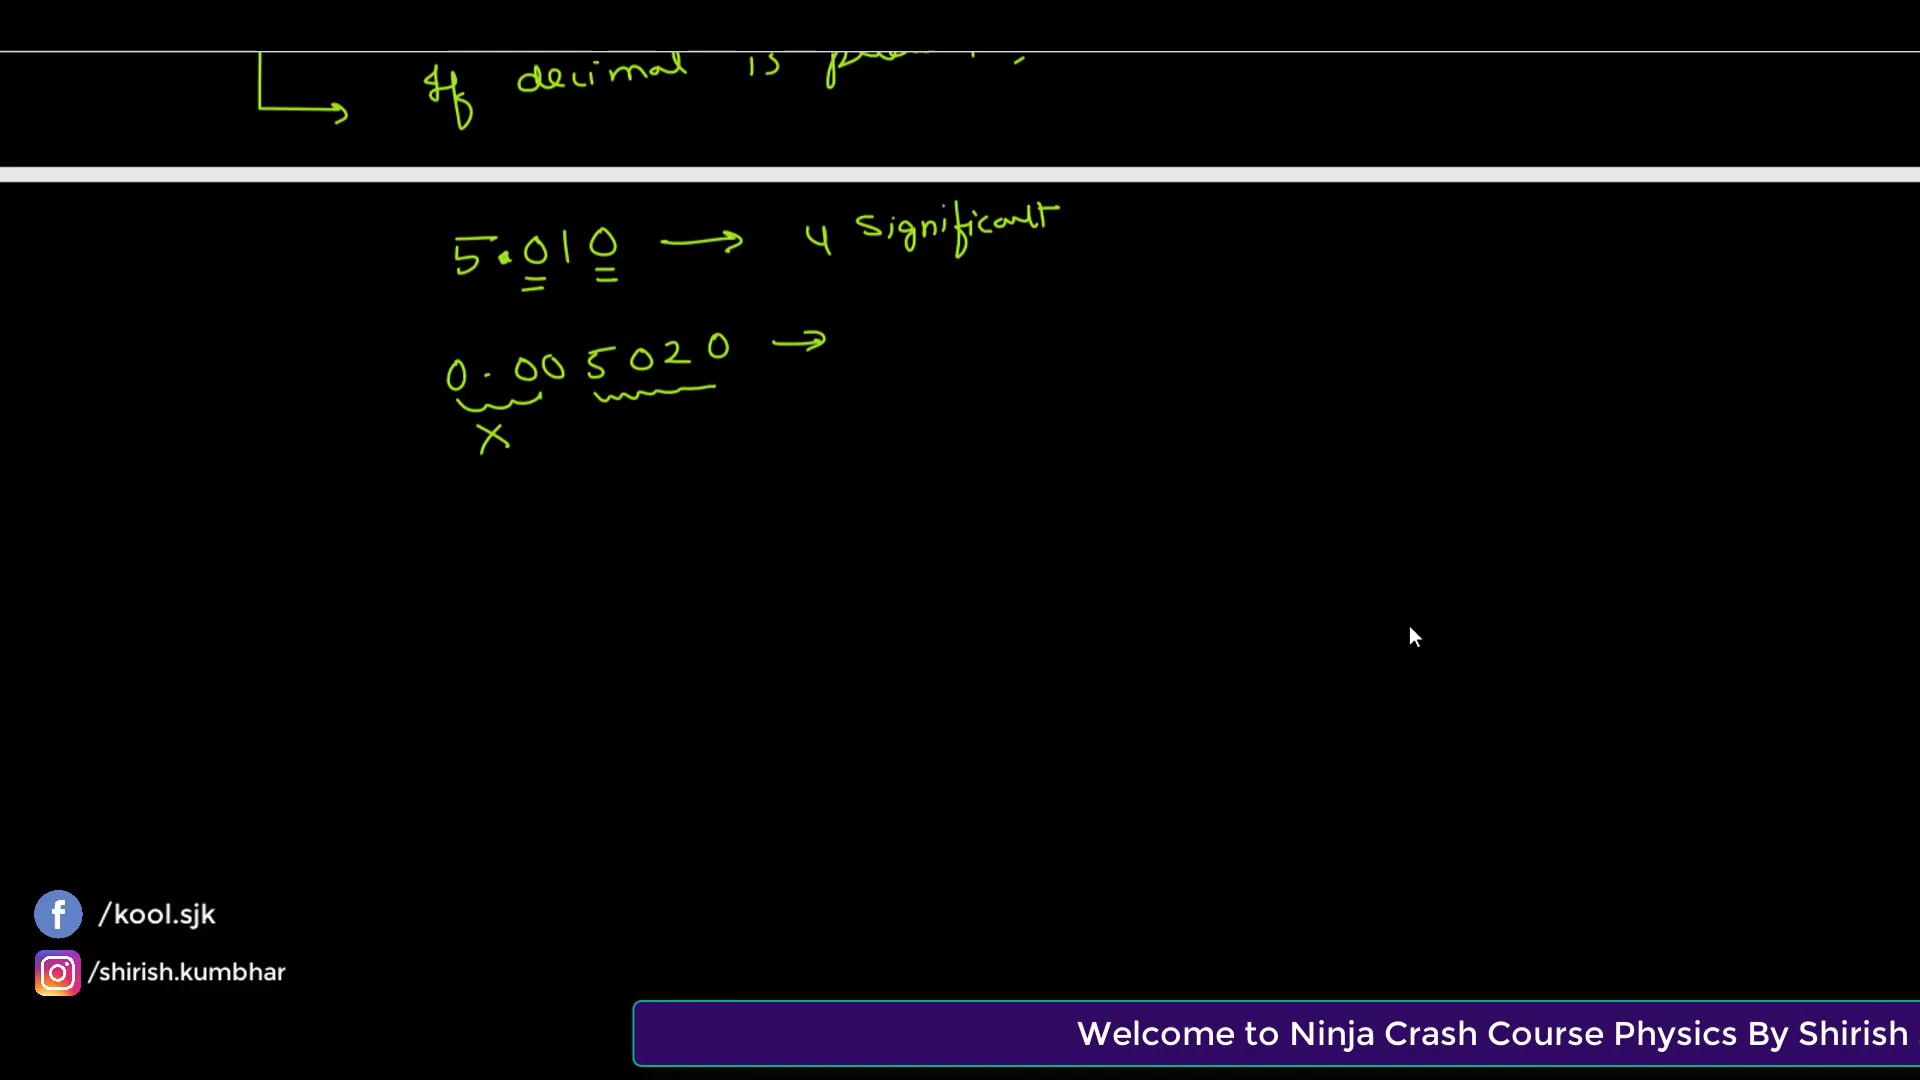 If decimal is
5.010 → 4 significant
0.005020 →
X
/kool.sjk
/shirish.kumbhar
Welcome to Ninja Crash Course Physics By Shirish